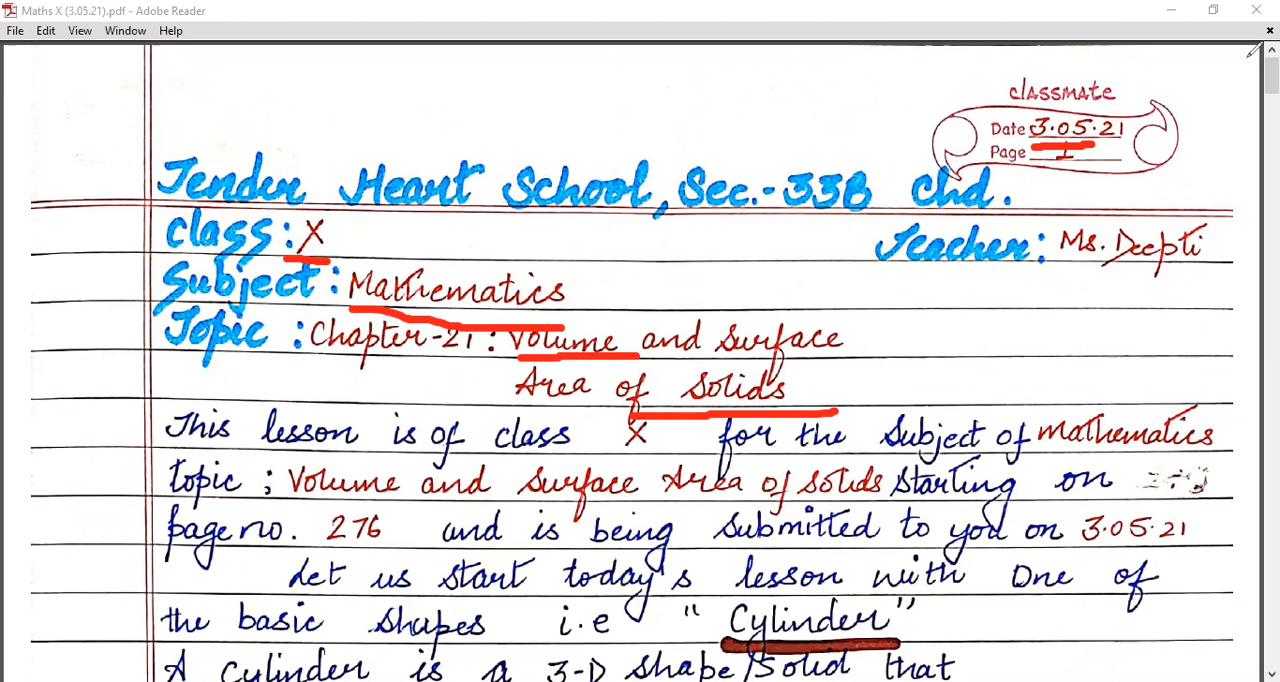 Maths X (3.05.21).pdf - Adobe Reader
File Edit View Window Help
classmate
Date 3.05.21
Page 1
Tender Heart School, Sec.-33B Chd.
Class : X
Teacher: Ms. Deepti
Subject : Mathematics
Topic : Chapter-21 : Volume and Surface
Area of Solids
This lesson is of class X for the subject of mathematics
topic ; Volume and Surface Area of solids starting on
page no. 276 and is being submitted to you on 3.05.21
Let us start today's lesson with One of
the basic shapes i.e "Cylinder"
A Cylinder is a 3-D shape/solid that